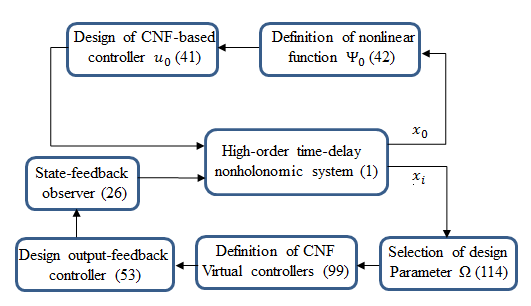 Design of CNF-based
controller u₀ (41)
Definition of nonlinear
function Ψ₀ (42)
x₀
High-order time-delay
nonholonomic system (1)
State-feedback
observer (26)
xᵢ
Design output-feedback
controller (53)
Definition of CNF
Virtual controllers (99)
Selection of design
Parameter Ω (114)